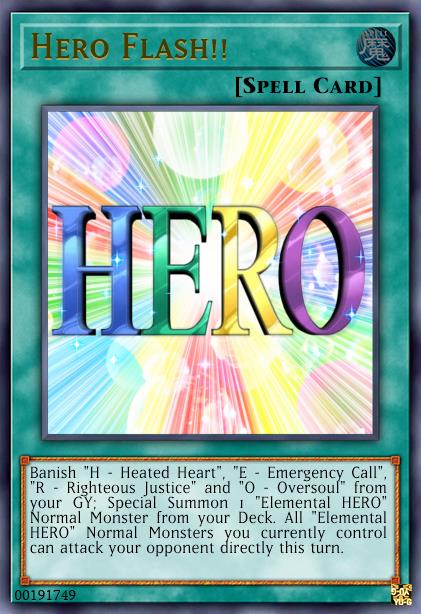 Hero Flash!!
魔
[Spell Card]
HERO
Banish "H - Heated Heart", "E - Emergency Call",
"R - Righteous Justice" and "O - Oversoul" from
your GY; Special Summon 1 "Elemental HERO"
Normal Monster from your Deck. All "Elemental
HERO" Normal Monsters you currently control
can attack your opponent directly this turn.
00191749